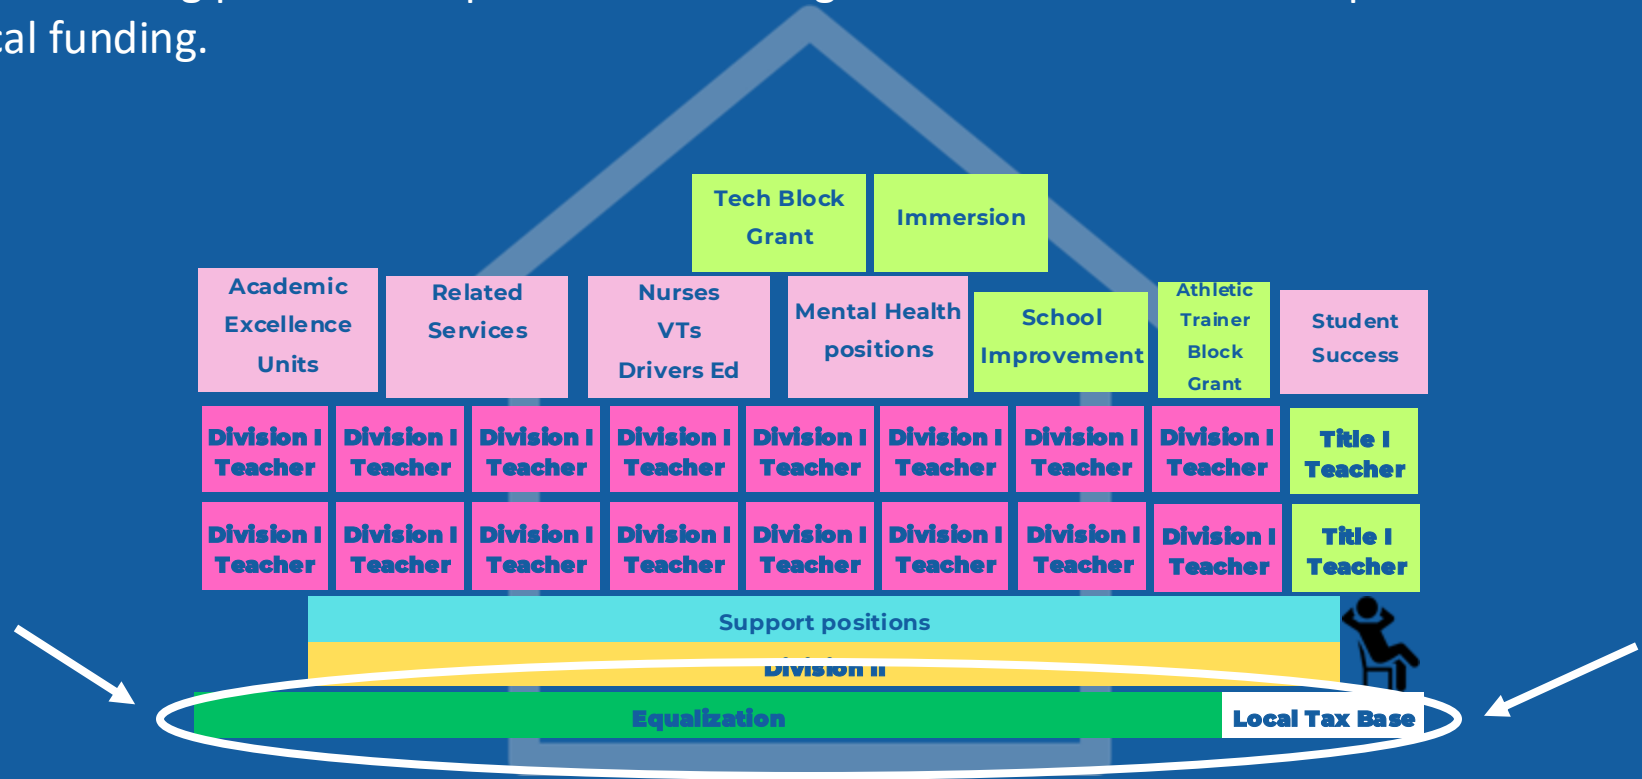 cal funding.
Tech Block
Grant
Immersion
Academic
Excellence
Units
Related
Services
Nurses
VTs
Drivers Ed
Mental Health
positions
School
Improvement
Athletic
Trainer
Block
Grant
Student
Success
Division I
Teacher
Division I
Teacher
Division I
Teacher
Division I
Teacher
Division I
Teacher
Division I
Teacher
Division I
Teacher
Division I
Teacher
Title I
Teacher
Division I
Teacher
Division I
Teacher
Division I
Teacher
Division I
Teacher
Division I
Teacher
Division I
Teacher
Division I
Teacher
Division I
Teacher
Title I
Teacher
Support positions
Division II
Equalization
Local Tax Base